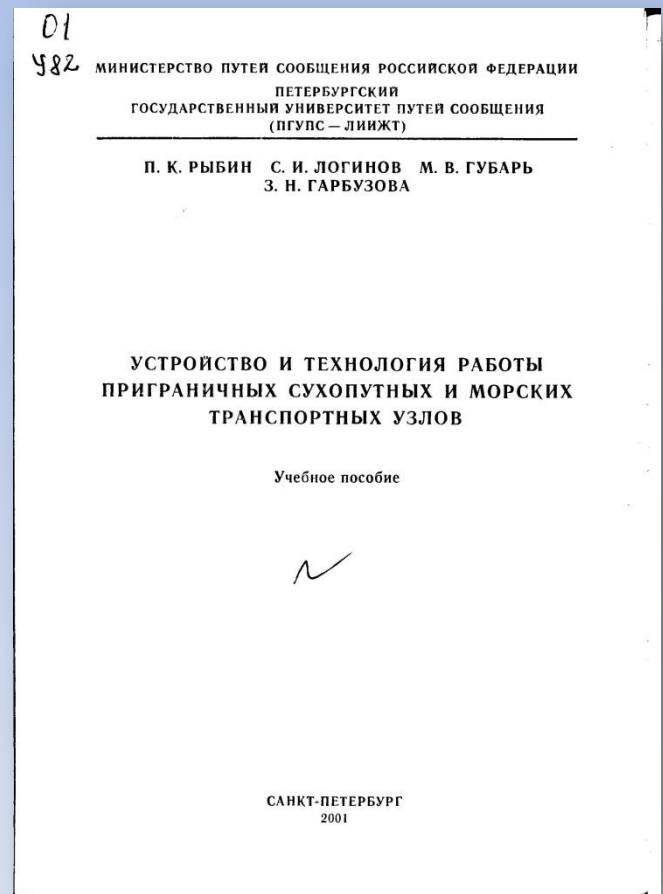 01
У82
МИНИСТЕРСТВО ПУТЕЙ СООБЩЕНИЯ РОССИЙСКОЙ ФЕДЕРАЦИИ
ПЕТЕРБУРГСКИЙ
ГОСУДАРСТВЕННЫЙ УНИВЕРСИТЕТ ПУТЕЙ СООБЩЕНИЯ
(ПГУПС — ЛИИЖТ)
П. К. РЫБИН С. И. ЛОГИНОВ М. В. ГУБАРЬ
З. Н. ГАРБУЗОВА
УСТРОЙСТВО И ТЕХНОЛОГИЯ РАБОТЫ
ПРИГРАНИЧНЫХ СУХОПУТНЫХ И МОРСКИХ
ТРАНСПОРТНЫХ УЗЛОВ
Учебное пособие
САНКТ-ПЕТЕРБУРГ
2001